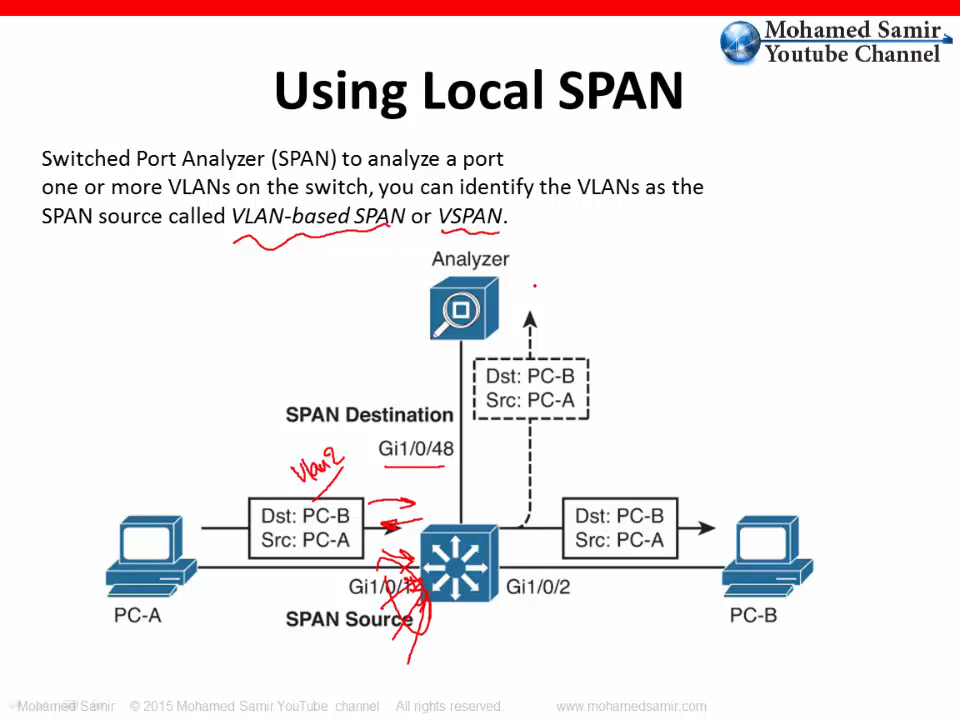 Mohamed Samir
Youtube Channel
Using Local SPAN
Switched Port Analyzer (SPAN) to analyze a port
one or more VLANs on the switch, you can identify the VLANs as the
SPAN source called VLAN-based SPAN or VSPAN.
Analyzer
Dst: PC-B
Src: PC-A
SPAN Destination
Gi1/0/48
Vlan2
Dst: PC-B
Src: PC-A
Dst: PC-B
Src: PC-A
Gi1/0/1
Gi1/0/2
SPAN Source
PC-A
PC-B
Mohamed Samir © 2015 Mohamed Samir YouTube channel All rights reserved. www.mohamedsamir.com